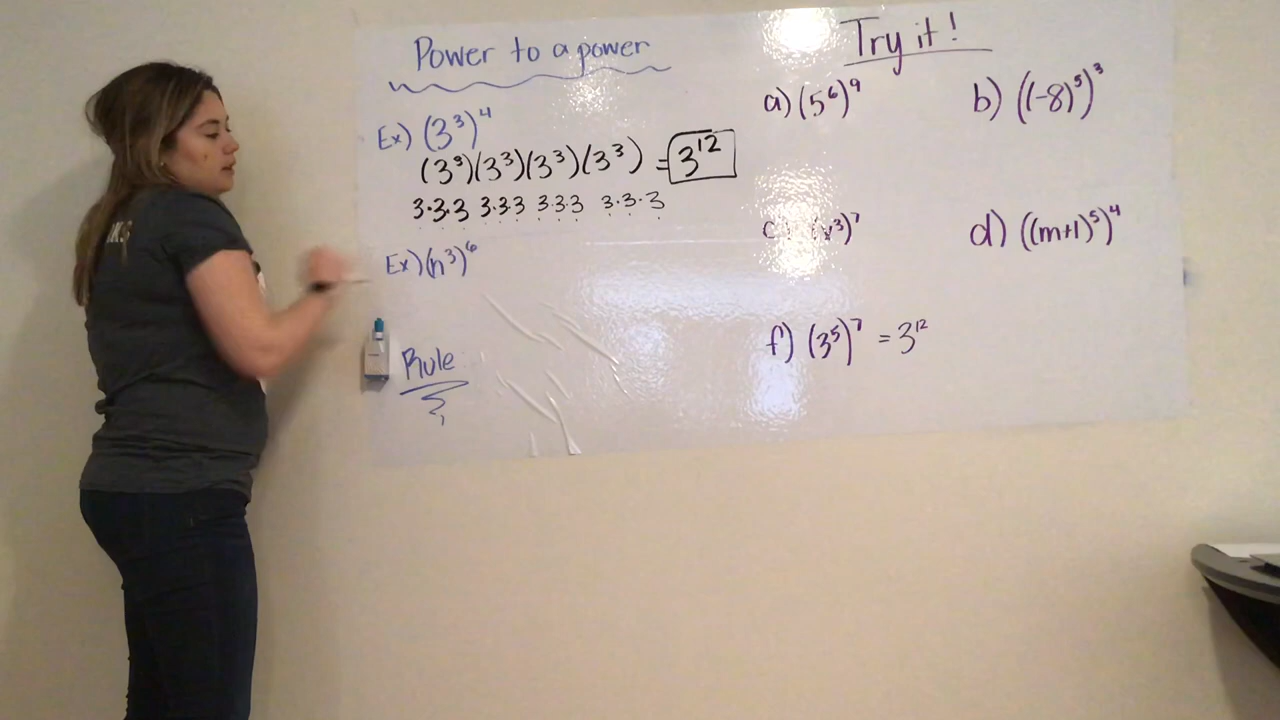 Power to a power
Ex) (3³)⁴
(3³)(3³)(3³)(3³) = 3¹²
3·3·3 3·3·3 3·3·3 3·3·3
Ex) (n³)⁶
Rule
Try it!
a) (5⁶)⁹
b) ((-8)⁵)³
c) (v³)⁷
d) ((m+1)⁵)⁴
f) (3⁵)⁷ = 3¹²